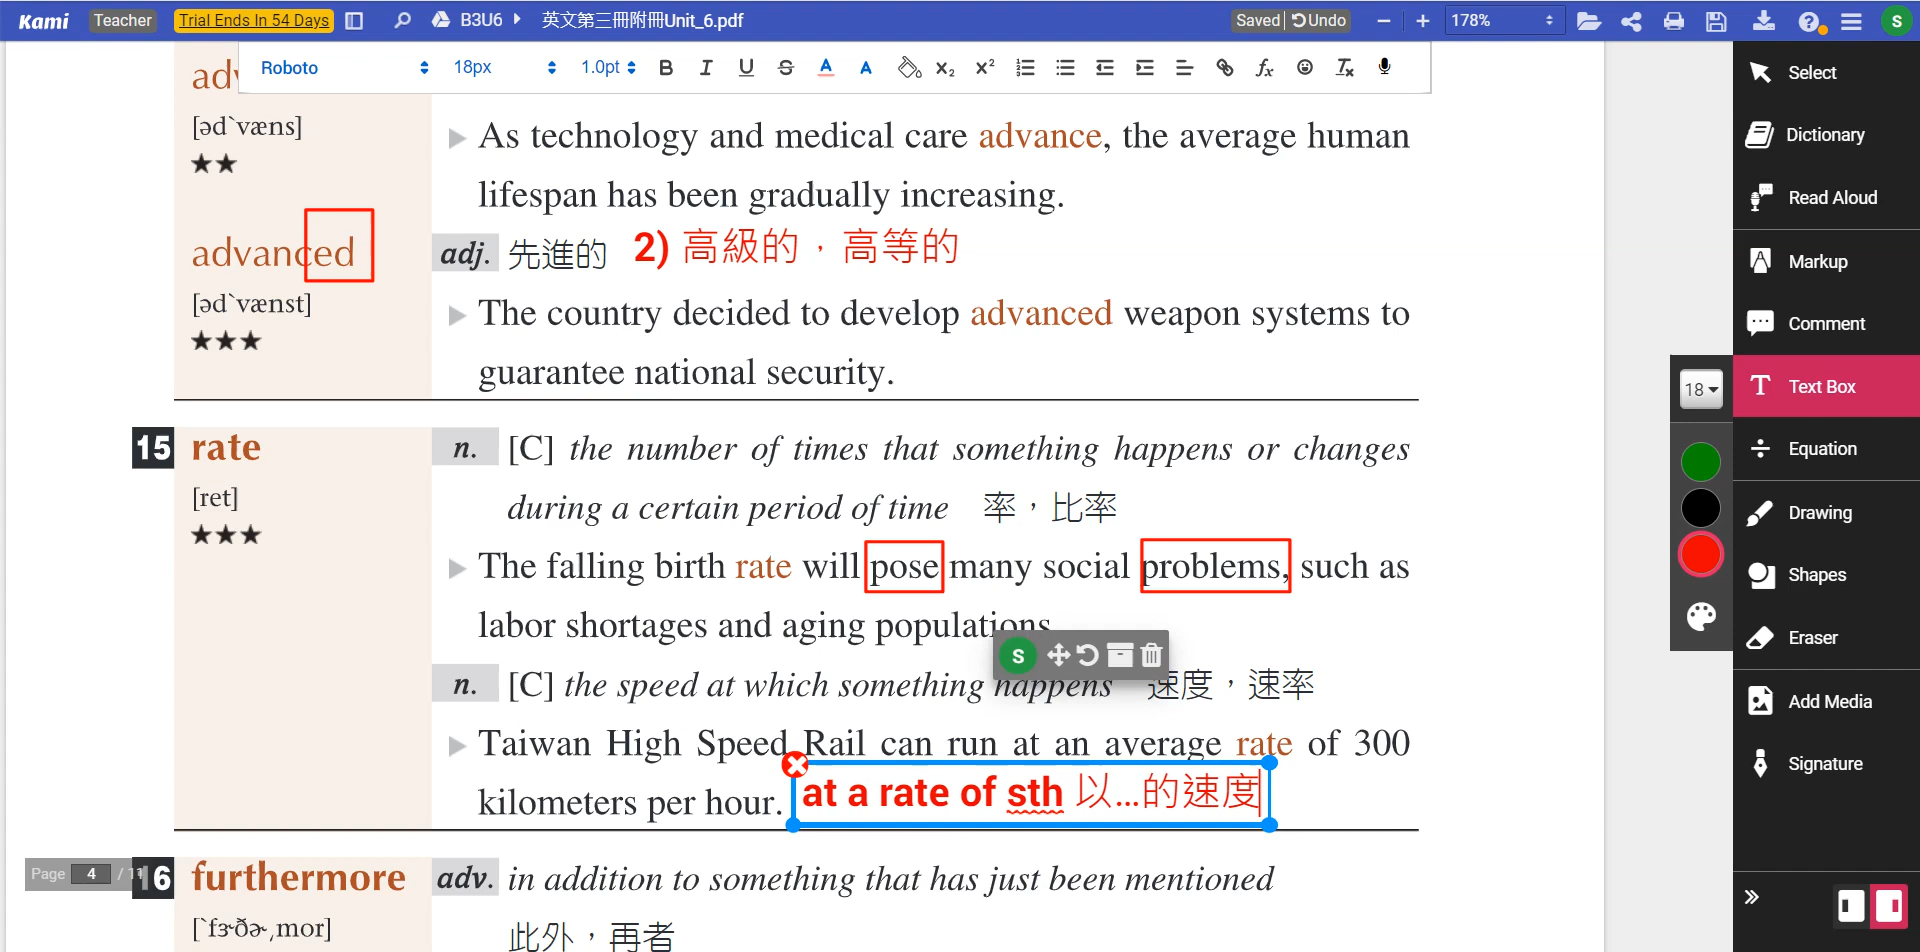 Kami Teacher Trial Ends In 54 Days B3U6 英文第三冊附冊Unit_6.pdf Saved Undo 178% S
Roboto 18px 1.0pt B I U S A A X₂ X² fx Tx
[ədˋvæns]
★★
As technology and medical care advance, the average human
lifespan has been gradually increasing.
advanced adj. 先進的 2) 高級的，高等的
[ədˋvænst]
★★★
The country decided to develop advanced weapon systems to
guarantee national security.
15 rate n. [C] the number of times that something happens or changes
during a certain period of time 率，比率
[ret]
★★★
The falling birth rate will pose many social problems, such as
labor shortages and aging populations
S
n. [C] the speed at which something happens 速度，速率
Taiwan High Speed Rail can run at an average rate of 300
kilometers per hour. at a rate of sth 以...的速度
16 furthermore adv. in addition to something that has just been mentioned
[ˋfɝðɚˏmor]
此外，再者
Page 4 / 11
Select
Dictionary
Read Aloud
Markup
Comment
18
Text Box
Equation
Drawing
Shapes
Eraser
Add Media
Signature